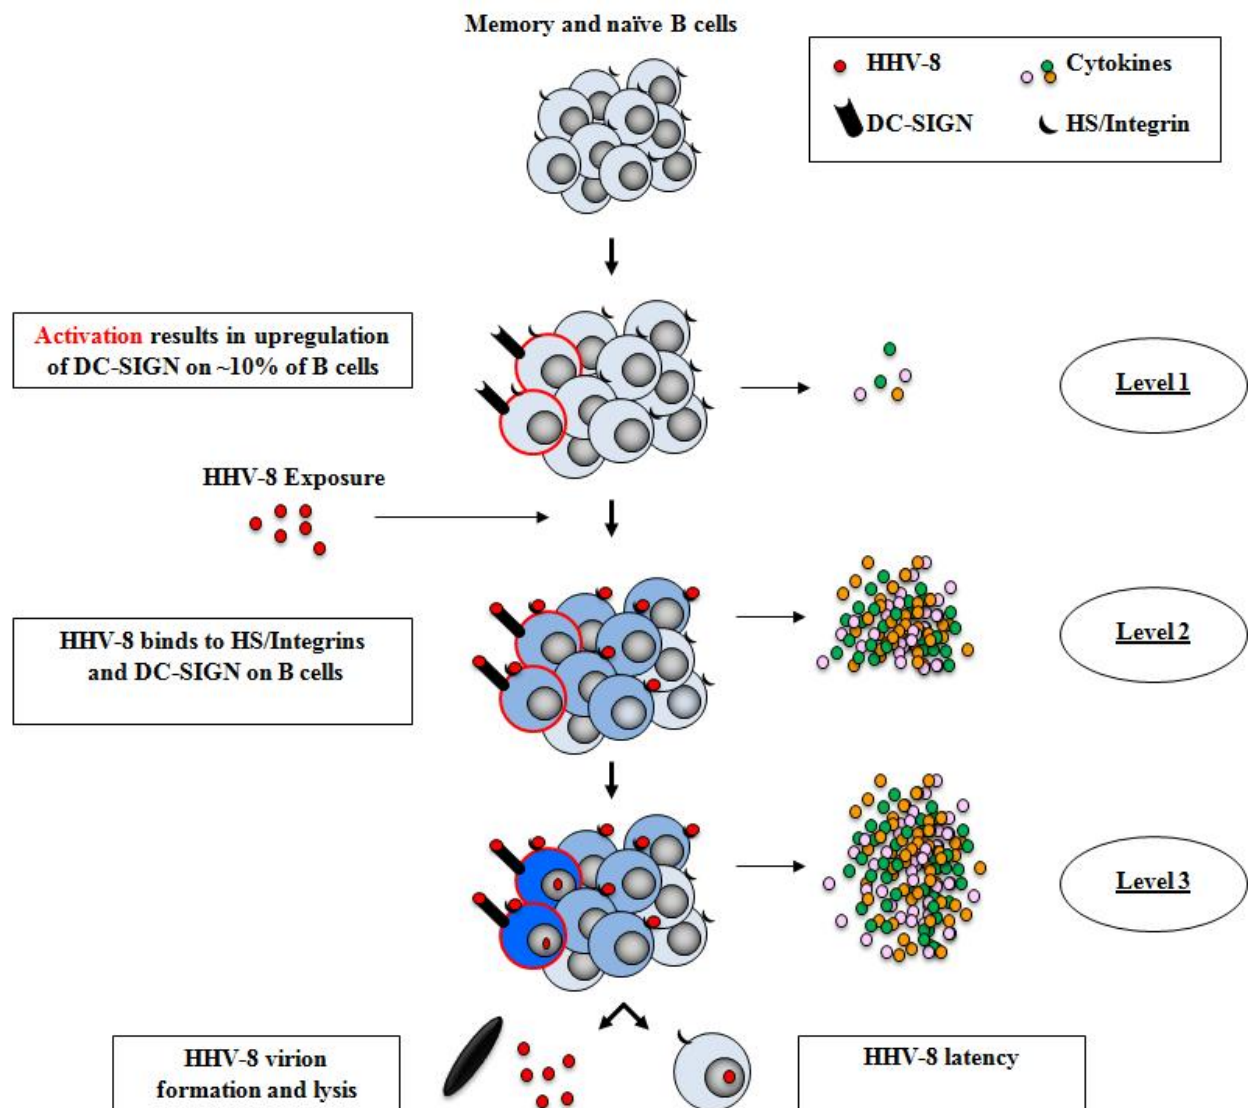 Memory and naïve B cells
HHV-8
Cytokines
DC-SIGN
HS/Integrin
Activation results in upregulation
of DC-SIGN on ~10% of B cells
Level 1
HHV-8 Exposure
HHV-8 binds to HS/Integrins
and DC-SIGN on B cells
Level 2
Level 3
HHV-8 virion
formation and lysis
HHV-8 latency